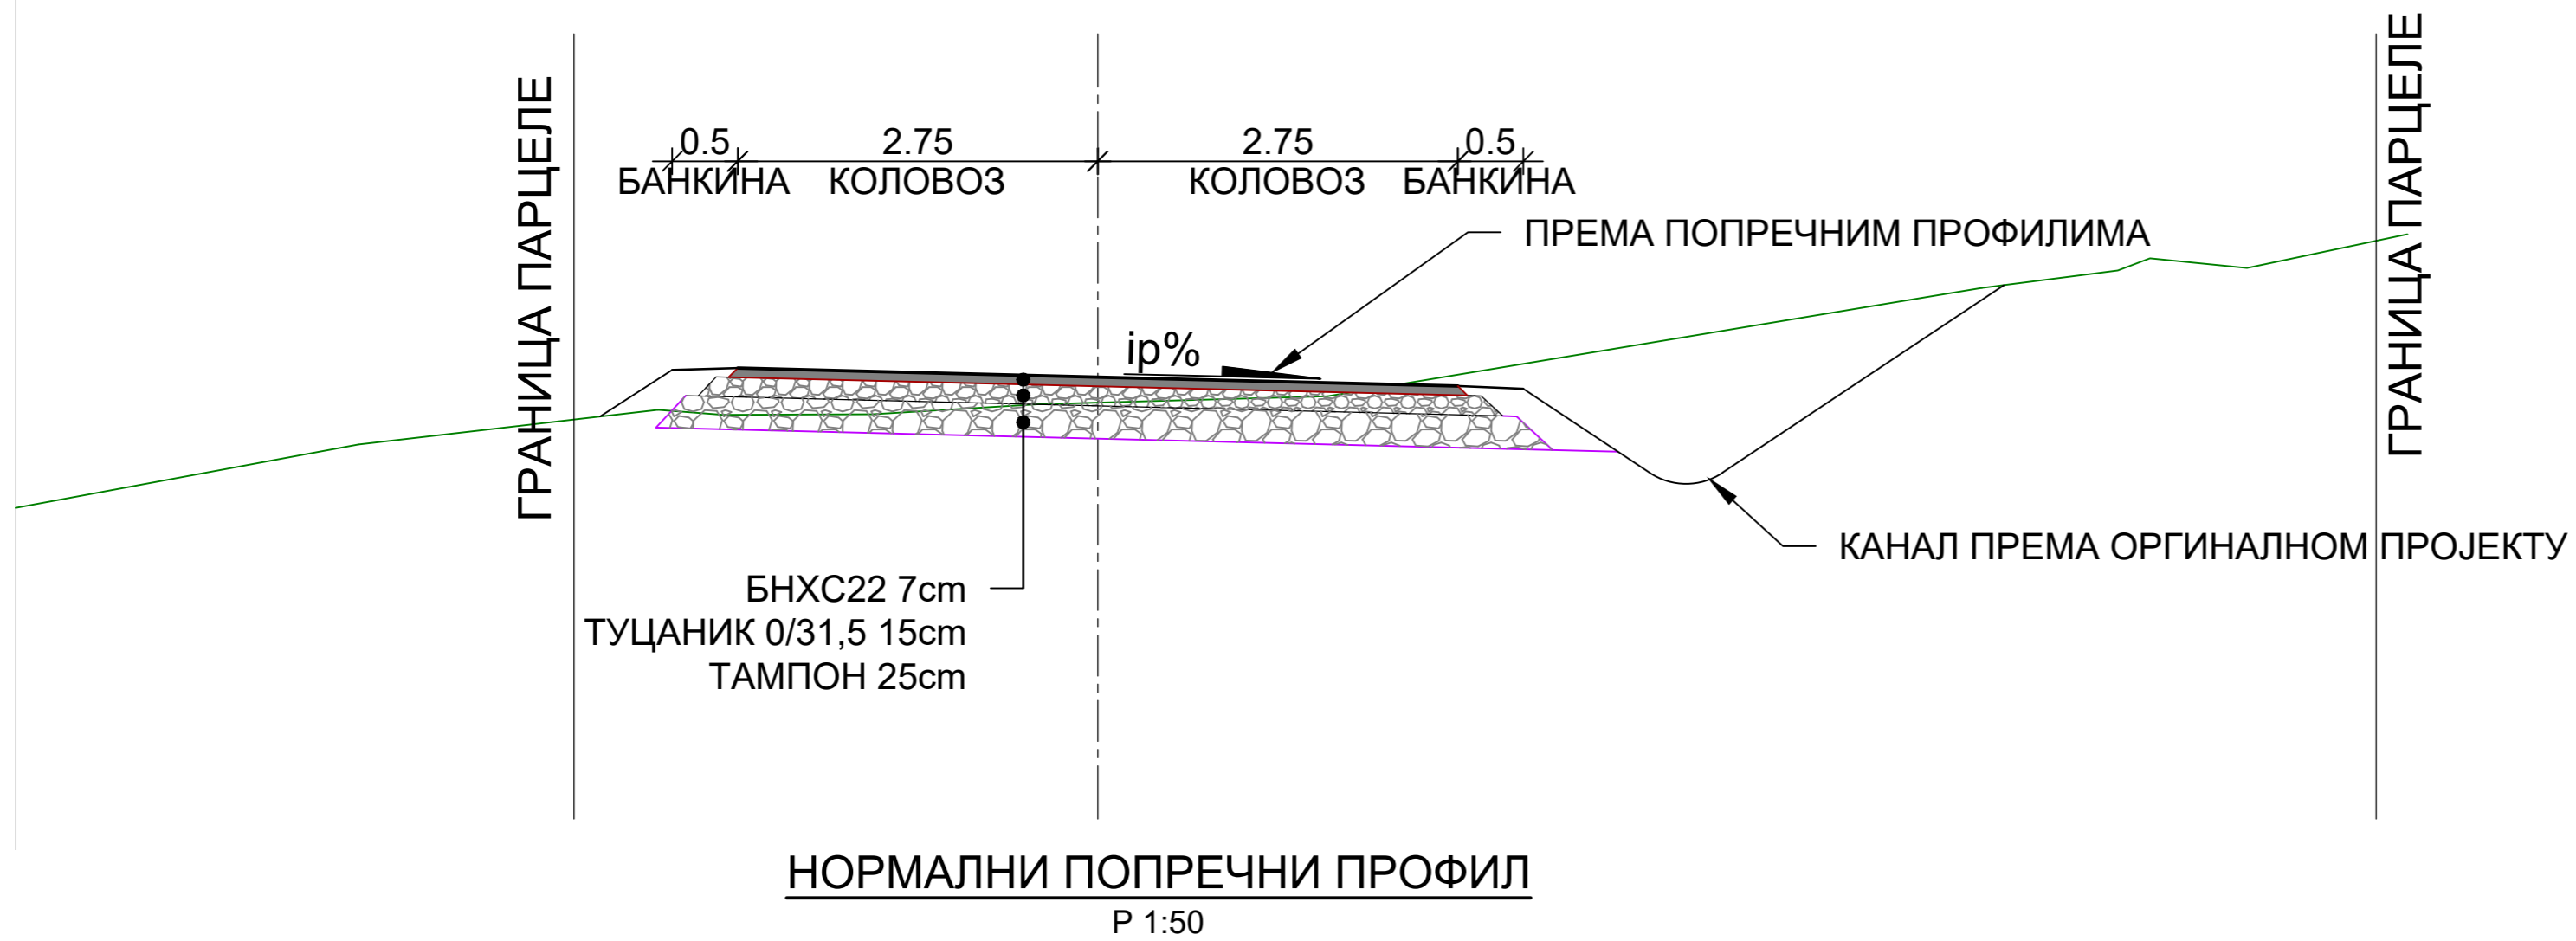 ГРАНИЦА ПАРЦЕЛЕ
0.5
2.75
2.75
0.5
БАНКИНА
КОЛОВОЗ
КОЛОВОЗ
БАНКИНА
ГРАНИЦА ПАРЦЕЛЕ
ПРЕМА ПОПРЕЧНИМ ПРОФИЛИМА
ip%
КАНАЛ ПРЕМА ОРГИНАЛНОМ ПРОЈЕКТУ
БНХС22 7cm
ТУЦАНИК 0/31,5 15cm
ТАМПОН 25cm
НОРМАЛНИ ПОПРЕЧНИ ПРОФИЛ
Р 1:50